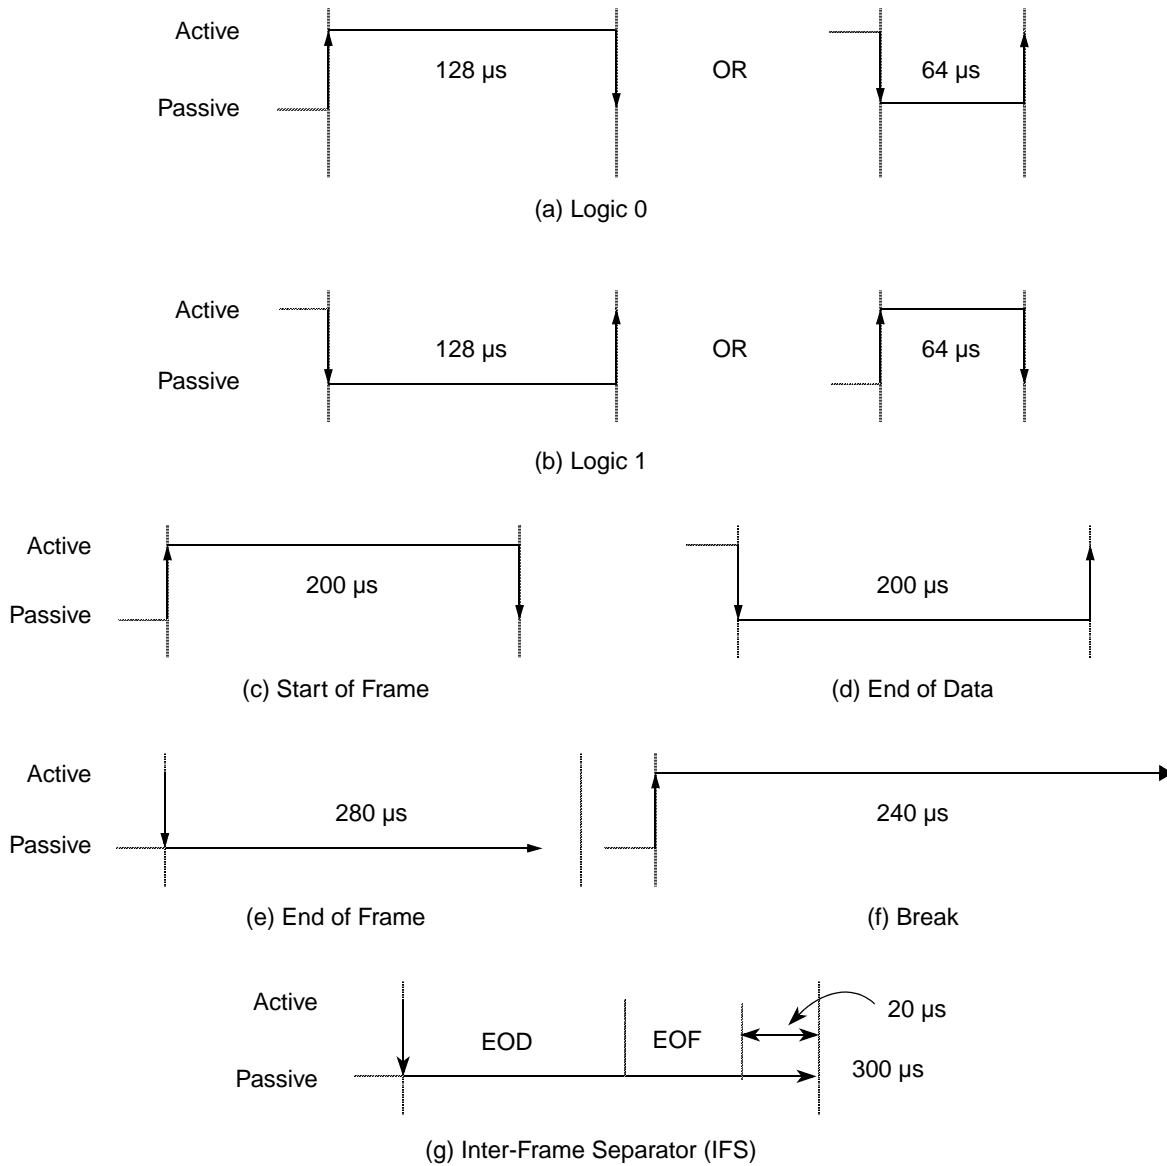 Active
128 µs
OR
64 µs
Passive
(a) Logic 0
Active
128 µs
OR
64 µs
Passive
(b) Logic 1
Active
200 µs
200 µs
Passive
(c) Start of Frame
(d) End of Data
Active
280 µs
240 µs
Passive
(e) End of Frame
(f) Break
Active
20 µs
EOD
EOF
Passive
300 µs
(g) Inter-Frame Separator (IFS)